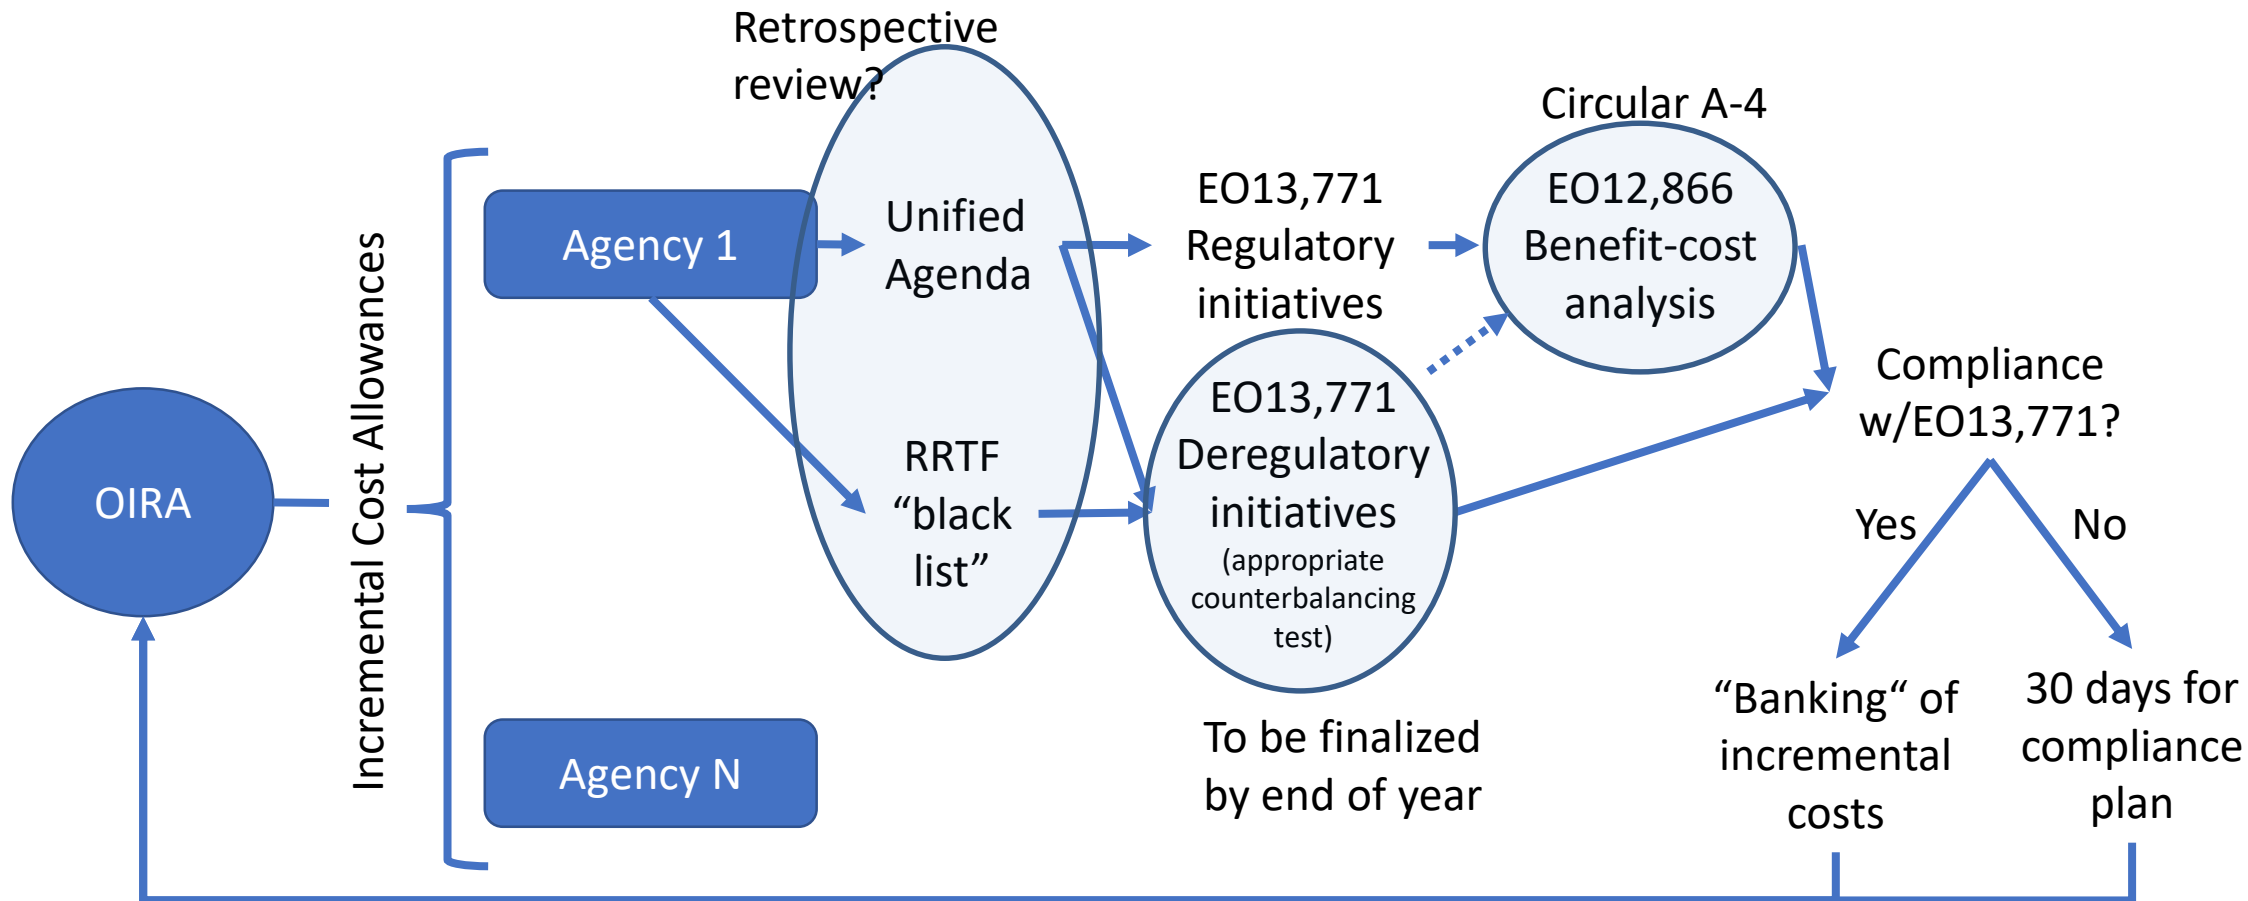 Retrospective
review?
Circular A-4
OIRA
Incremental Cost Allowances
Agency 1
Agency N
Unified
Agenda
RRTF
“black
list”
EO13,771
Regulatory
initiatives
EO13,771
Deregulatory
initiatives
(appropriate
counterbalancing
test)
To be finalized
by end of year
EO12,866
Benefit-cost
analysis
Compliance
w/EO13,771?
Yes
No
“Banking“ of
incremental
costs
30 days for
compliance
plan